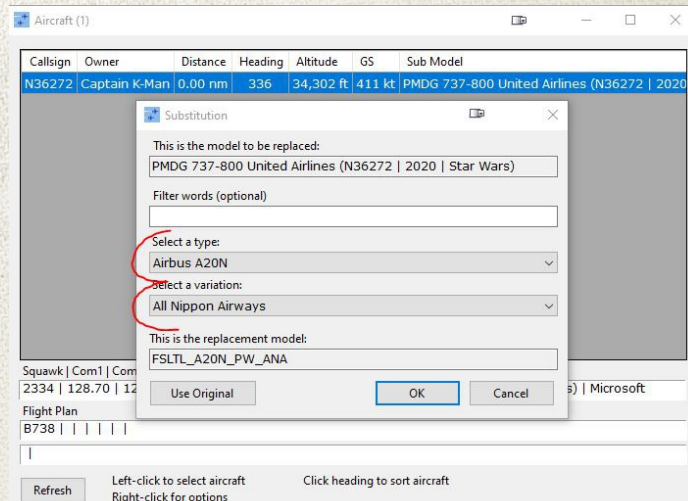 Aircraft (1)
Callsign Owner Distance Heading Altitude GS Sub Model
N36272 Captain K-Man 0.00 nm 336 34,302 ft 411 kt PMDG 737-800 United Airlines (N36272 | 2020
Substitution
This is the model to be replaced:
PMDG 737-800 United Airlines (N36272 | 2020 | Star Wars)
Filter words (optional)
Select a type:
Airbus A20N
Select a variation:
All Nippon Airways
This is the replacement model:
FSLTL_A20N_PW_ANA
Use Original OK Cancel
Squawk | Com1 | Com
2334 | 128.70 | 12 s) | Microsoft
Flight Plan
B738 | | | | | |
|
Refresh
Left-click to select aircraft Click heading to sort aircraft
Right-click for options